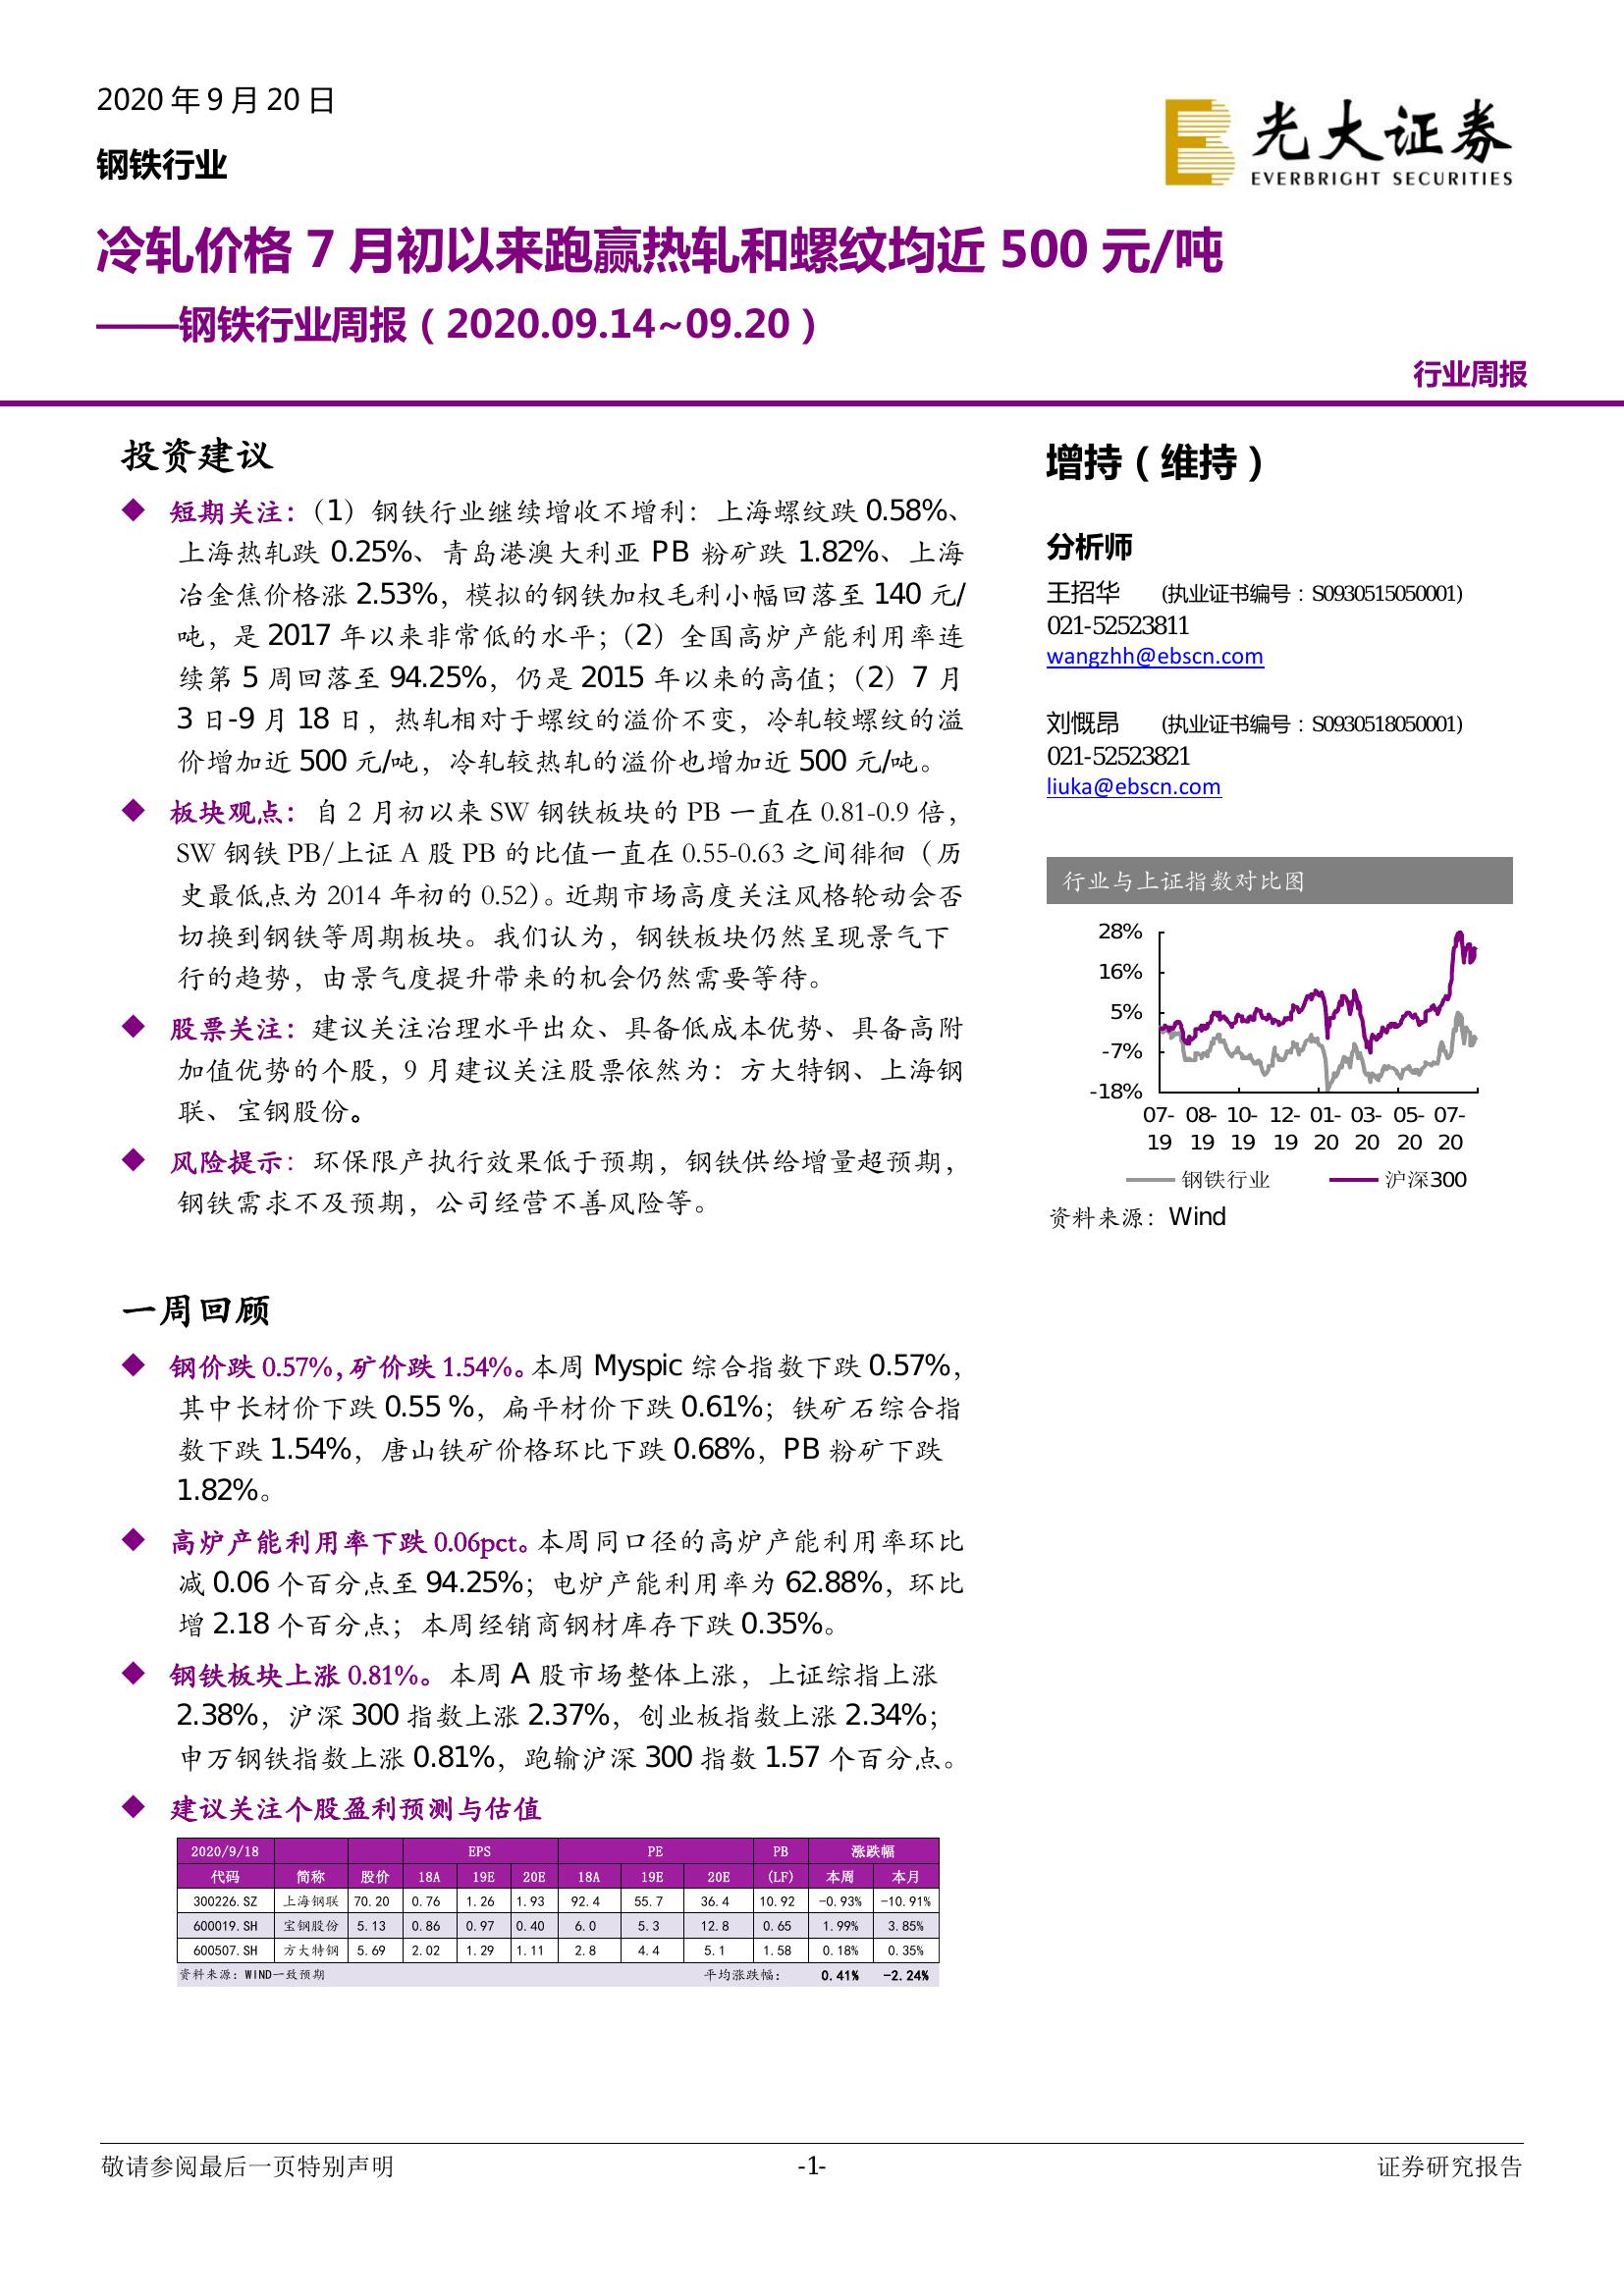 2020 年 9 月 20 日
钢铁行业
光大证券
EVERBRIGHT SECURITIES
冷轧价格 7 月初以来跑赢热轧和螺纹均近 500 元/吨
——钢铁行业周报（2020.09.14~09.20）
行业周报
投资建议
◆ 短期关注：（1）钢铁行业继续增收不增利：上海螺纹跌 0.58%、
上海热轧跌 0.25%、青岛港澳大利亚 PB 粉矿跌 1.82%、上海
冶金焦价格涨 2.53%，模拟的钢铁加权毛利小幅回落至 140 元/
吨，是 2017 年以来非常低的水平；（2）全国高炉产能利用率连
续第 5 周回落至 94.25%，仍是 2015 年以来的高值；（2）7 月
3 日-9 月 18 日，热轧相对于螺纹的溢价不变，冷轧较螺纹的溢
价增加近 500 元/吨，冷轧较热轧的溢价也增加近 500 元/吨。
◆ 板块观点：自 2 月初以来 SW 钢铁板块的 PB 一直在 0.81-0.9 倍，
SW 钢铁 PB/上证 A 股 PB 的比值一直在 0.55-0.63 之间徘徊（历
史最低点为 2014 年初的 0.52）。近期市场高度关注风格轮动会否
切换到钢铁等周期板块。我们认为，钢铁板块仍然呈现景气下
行的趋势，由景气度提升带来的机会仍然需要等待。
◆ 股票关注：建议关注治理水平出众、具备低成本优势、具备高附
加值优势的个股，9 月建议关注股票依然为：方大特钢、上海钢
联、宝钢股份。
◆ 风险提示：环保限产执行效果低于预期，钢铁供给增量超预期，
钢铁需求不及预期，公司经营不善风险等。
一周回顾
◆ 钢价跌 0.57%，矿价跌 1.54%。本周 Myspic 综合指数下跌 0.57%，
其中长材价下跌 0.55 %，扁平材价下跌 0.61%；铁矿石综合指
数下跌 1.54%，唐山铁矿价格环比下跌 0.68%，PB 粉矿下跌
1.82%。
◆ 高炉产能利用率下跌 0.06pct。本周同口径的高炉产能利用率环比
减 0.06 个百分点至 94.25%；电炉产能利用率为 62.88%，环比
增 2.18 个百分点；本周经销商钢材库存下跌 0.35%。
◆ 钢铁板块上涨 0.81%。本周 A 股市场整体上涨，上证综指上涨
2.38%，沪深 300 指数上涨 2.37%，创业板指数上涨 2.34%；
申万钢铁指数上涨 0.81%，跑输沪深 300 指数 1.57 个百分点。
◆ 建议关注个股盈利预测与估值
2020/9/18 EPS PE PB 涨跌幅
代码 简称 股价 18A 19E 20E 18A 19E 20E (LF) 本周 本月
300226.SZ 上海钢联 70.20 0.76 1.26 1.93 92.4 55.7 36.4 10.92 -0.93% -10.91%
600019.SH 宝钢股份 5.13 0.86 0.97 0.40 6.0 5.3 12.8 0.65 1.99% 3.85%
600507.SH 方大特钢 5.69 2.02 1.29 1.11 2.8 4.4 5.1 1.58 0.18% 0.35%
资料来源：WIND一致预期 平均涨跌幅： 0.41% -2.24%
增持（维持）
分析师
王招华 (执业证书编号：S0930515050001)
021-52523811
wangzhh@ebscn.com
刘慨昂 (执业证书编号：S0930518050001)
021-52523821
liuka@ebscn.com
行业与上证指数对比图
28%
16%
5%
-7%
-18%
07- 08- 10- 12- 01- 03- 05- 07-
19 19 19 19 20 20 20 20
钢铁行业 沪深300
资料来源：Wind
敬请参阅最后一页特别声明 -1- 证券研究报告